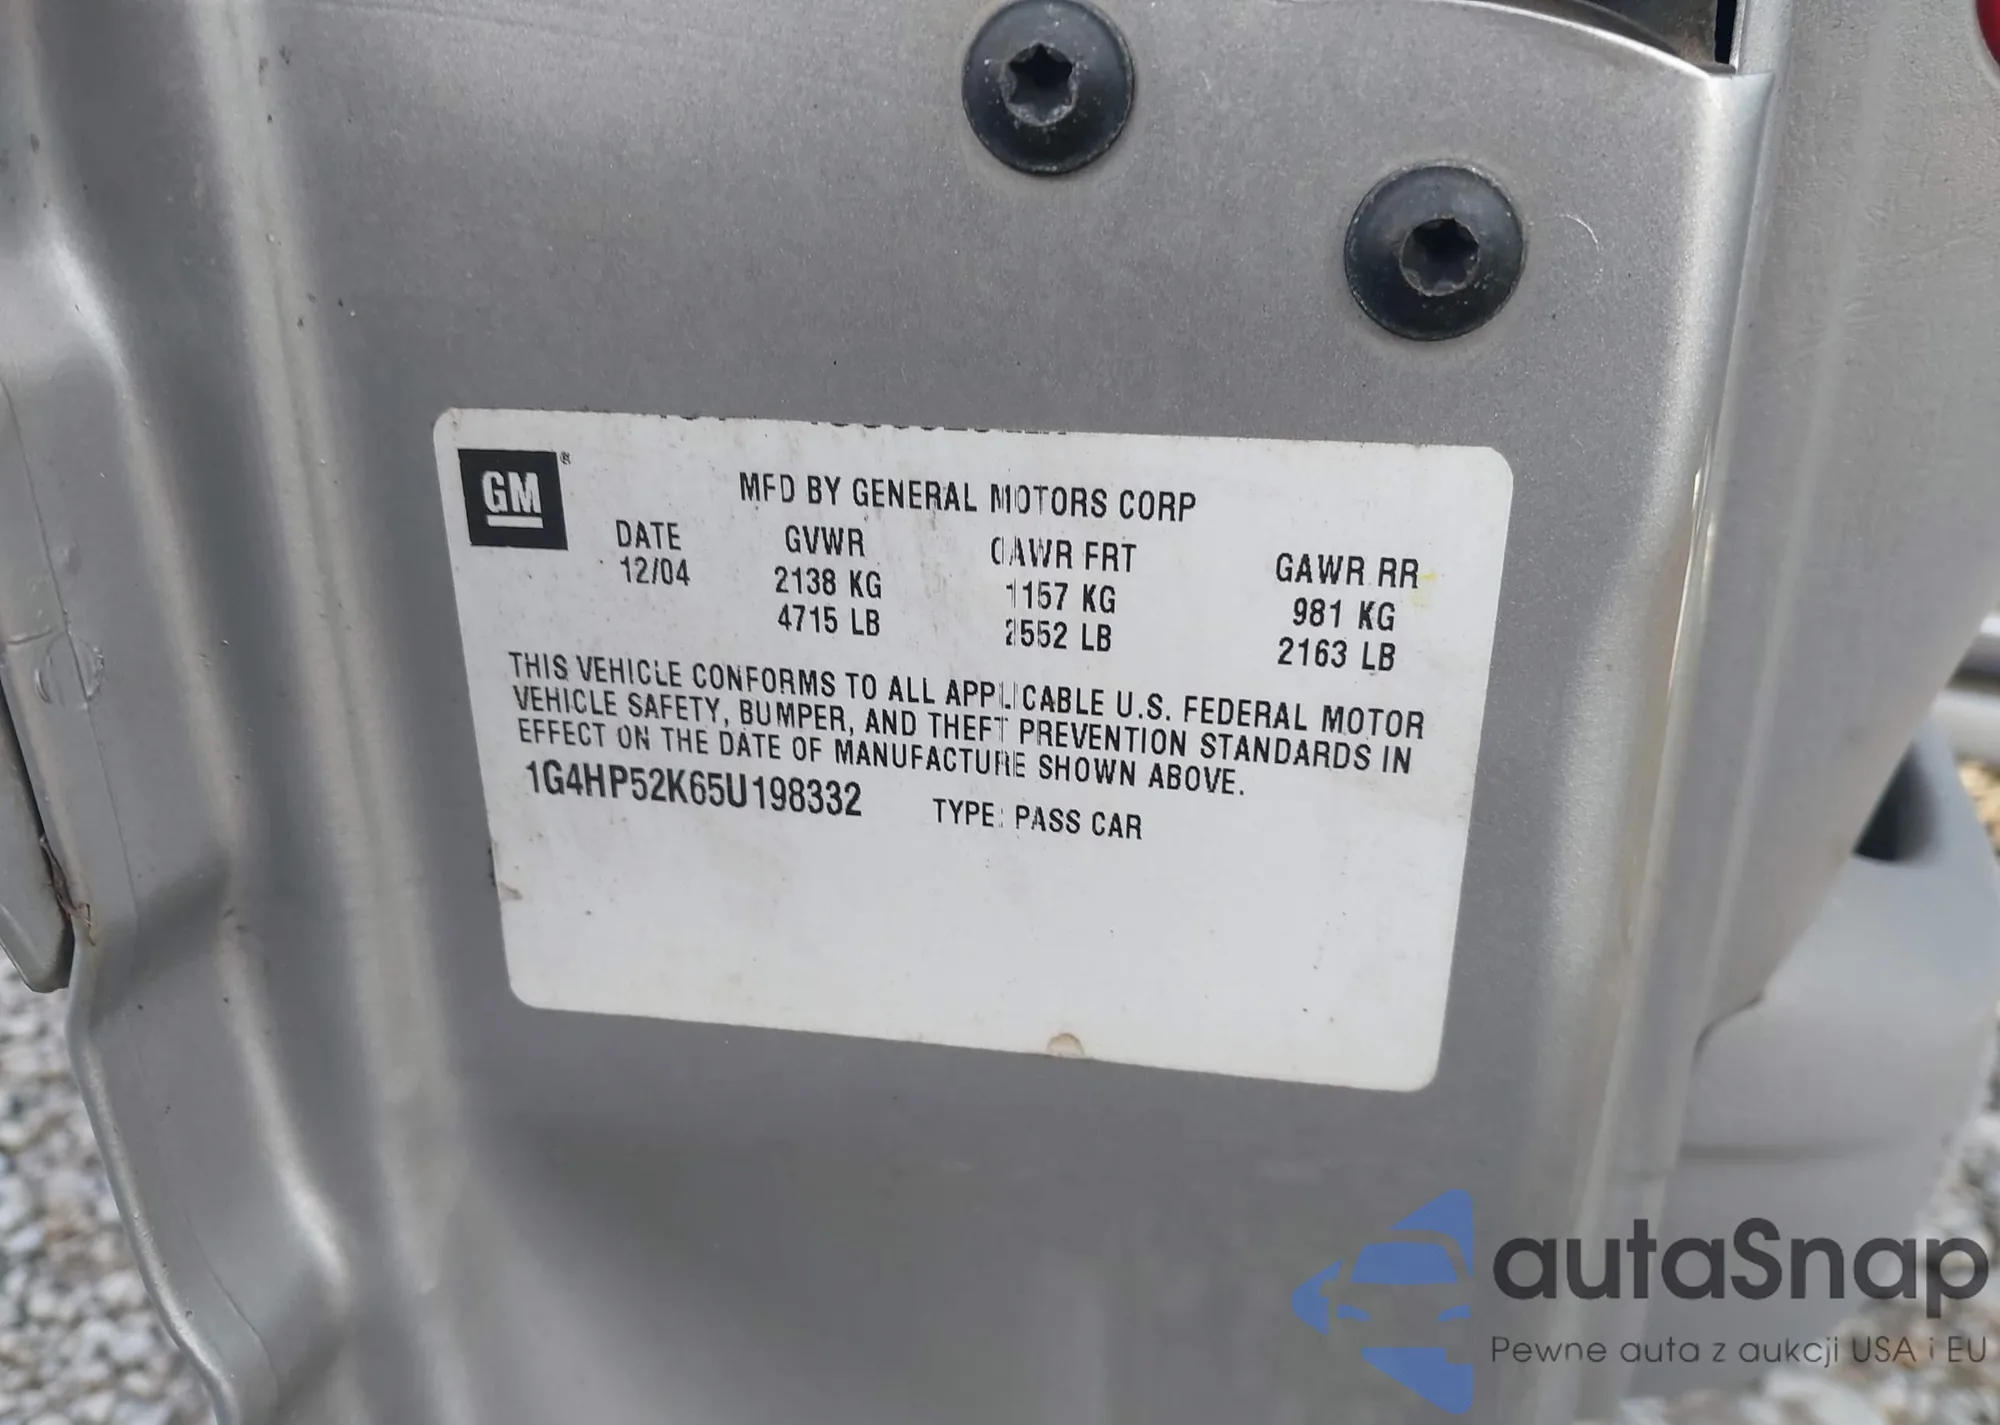 GM
MFD BY GENERAL MOTORS CORP
DATE GVWR GAWR FRT GAWR RR
12/04 2138 KG 1157 KG 981 KG
4715 LB 2552 LB 2163 LB
THIS VEHICLE CONFORMS TO ALL APPLICABLE U.S. FEDERAL MOTOR
VEHICLE SAFETY, BUMPER, AND THEFT PREVENTION STANDARDS IN
EFFECT ON THE DATE OF MANUFACTURE SHOWN ABOVE.
1G4HP52K65U198332 TYPE: PASS CAR
autaSnap
Pewne auta z aukcji USA i EU